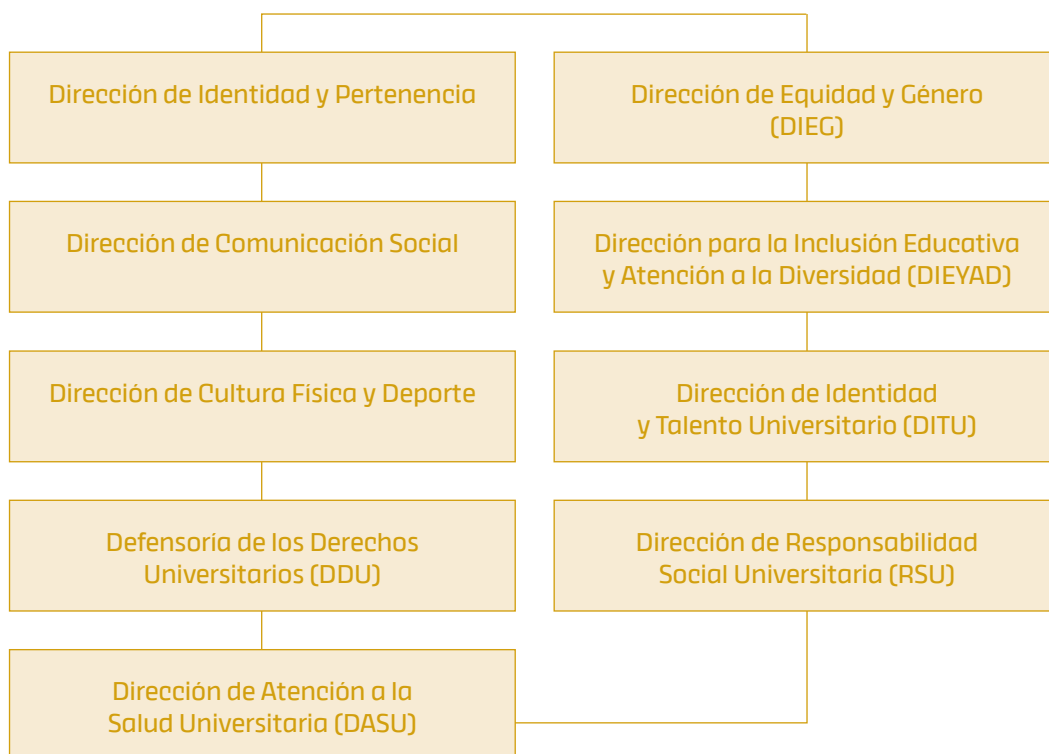 Dirección de Identidad y Pertenencia
Dirección de Comunicación Social
Dirección de Cultura Física y Deporte
Defensoría de los Derechos
Universitarios (DDU)
Dirección de Atención a la
Salud Universitaria (DASU)
Dirección de Equidad y Género
(DIEG)
Dirección para la Inclusión Educativa
y Atención a la Diversidad (DIEYAD)
Dirección de Identidad
y Talento Universitario (DITU)
Dirección de Responsabilidad
Social Universitaria (RSU)